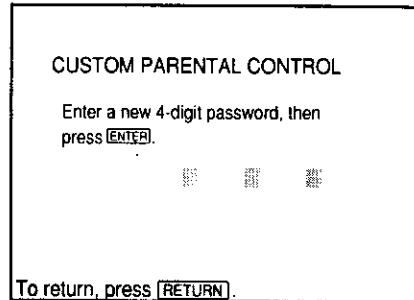 CUSTOM PARENTAL CONTROL
Enter a new 4-digit password, then
press ENTER.
To return, press RETURN.